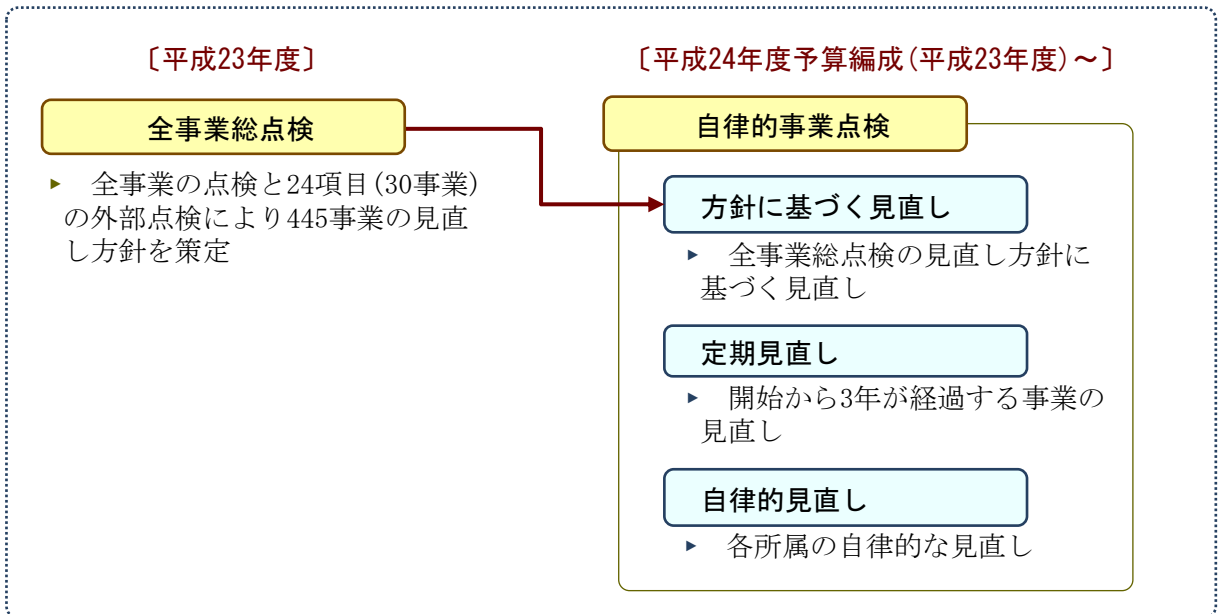 〔平成23年度〕
全事業総点検
▶ 全事業の点検と24項目(30事業)
の外部点検により445事業の見直
し方針を策定
〔平成24年度予算編成(平成23年度)～〕
自律的事業点検
方針に基づく見直し
▶ 全事業総点検の見直し方針に
基づく見直し
定期見直し
▶ 開始から3年が経過する事業の
見直し
自律的見直し
▶ 各所属の自律的な見直し